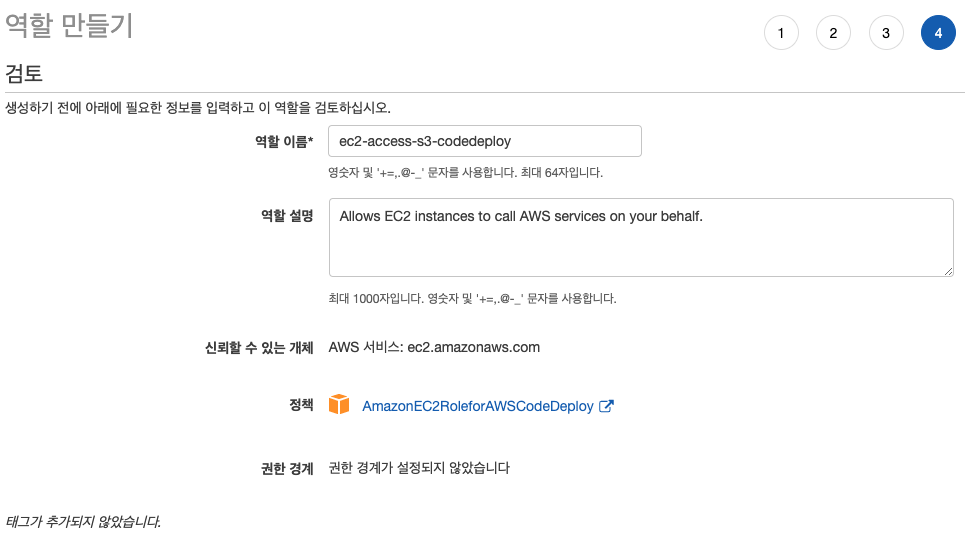 역할 만들기
1 2 3 4
검토
생성하기 전에 아래에 필요한 정보를 입력하고 이 역할을 검토하십시오.
역할 이름* ec2-access-s3-codedeploy
영숫자 및 '+=,.@-_' 문자를 사용합니다. 최대 64자입니다.
역할 설명 Allows EC2 instances to call AWS services on your behalf.
최대 1000자입니다. 영숫자 및 '+=,.@-_' 문자를 사용합니다.
신뢰할 수 있는 개체 AWS 서비스: ec2.amazonaws.com
정책 AmazonEC2RoleforAWSCodeDeploy
권한 경계 권한 경계가 설정되지 않았습니다
태그가 추가되지 않았습니다.